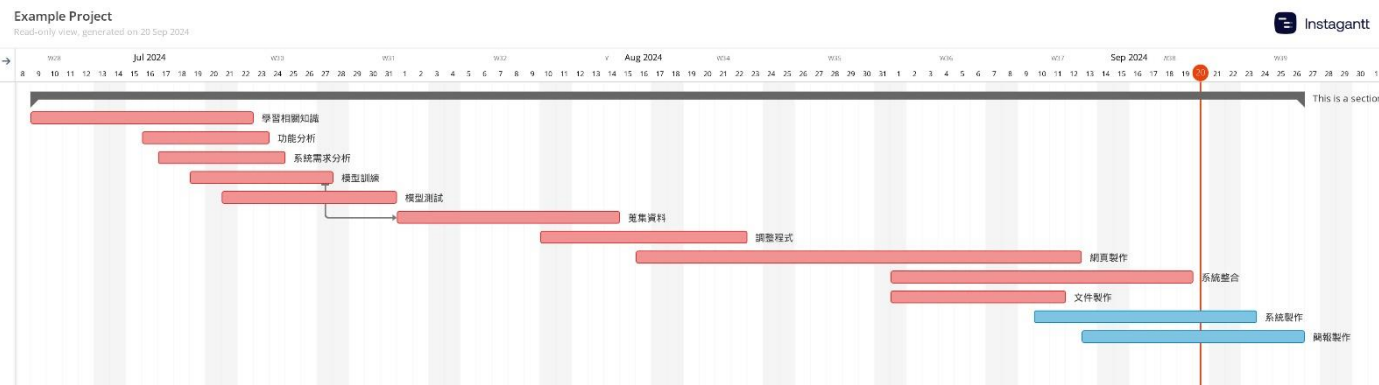 Example Project
Read-only view, generated on 20 Sep 2024
Instagantt
W28 Jul 2024 W30 W31 W32 Aug 2024 W34 W35 W36 W37 Sep 2024 W38 W39
8 9 10 11 12 13 14 15 16 17 18 19 20 21 22 23 24 25 26 27 28 29 30 31 1 2 3 4 5 6 7 8 9 10 11 12 13 14 15 16 17 18 19 20 21 22 23 24 25 26 27 28 29 30 31 1 2 3 4 5 6 7 8 9 10 11 12 13 14 15 16 17 18 19 20 21 22 23 24 25 26 27 28 29 30 1
This is a section
學習相關知識
功能分析
系統需求分析
模型訓練
模型測試
蒐集資料
調整程式
網頁製作
系統整合
文件製作
系統製作
簡報製作